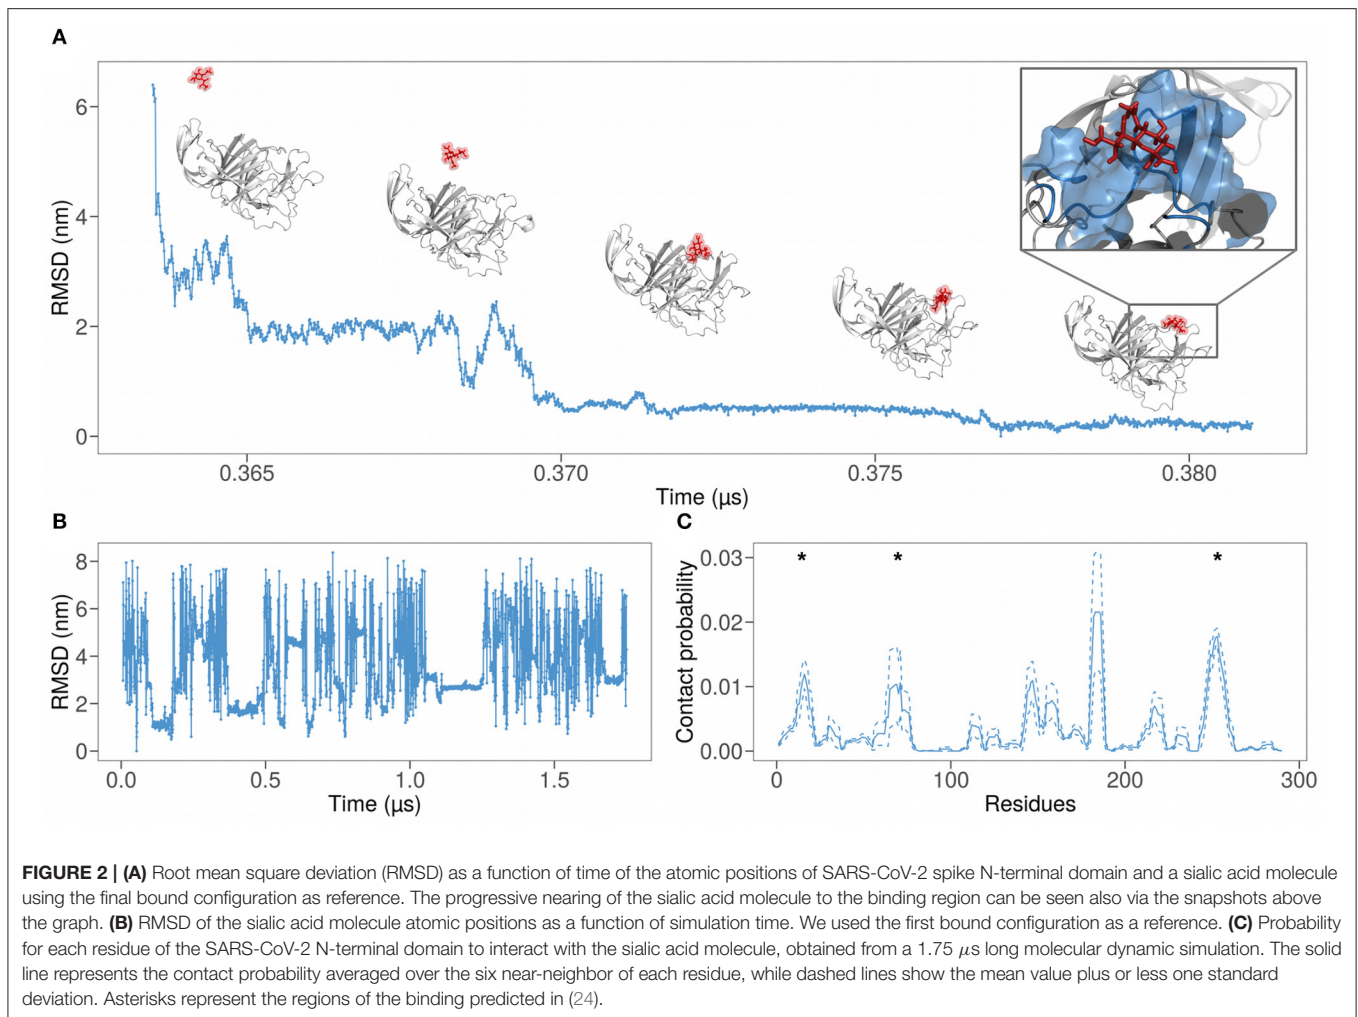 A
RMSD (nm)
6
4
2
0
0.365 0.370 0.375 0.380
Time (µs)
B
RMSD (nm)
8
6
4
2
0
0.0 0.5 1.0 1.5
Time (µs)
C
Contact probability
0.03
0.02
0.01
0.00
* * *
0 100 200 300
Residues
FIGURE 2 | (A) Root mean square deviation (RMSD) as a function of time of the atomic positions of SARS-CoV-2 spike N-terminal domain and a sialic acid molecule
using the final bound configuration as reference. The progressive nearing of the sialic acid molecule to the binding region can be seen also via the snapshots above
the graph. (B) RMSD of the sialic acid molecule atomic positions as a function of simulation time. We used the first bound configuration as a reference. (C) Probability
for each residue of the SARS-CoV-2 N-terminal domain to interact with the sialic acid molecule, obtained from a 1.75 µs long molecular dynamic simulation. The solid
line represents the contact probability averaged over the six near-neighbor of each residue, while dashed lines show the mean value plus or less one standard
deviation. Asterisks represent the regions of the binding predicted in (24).